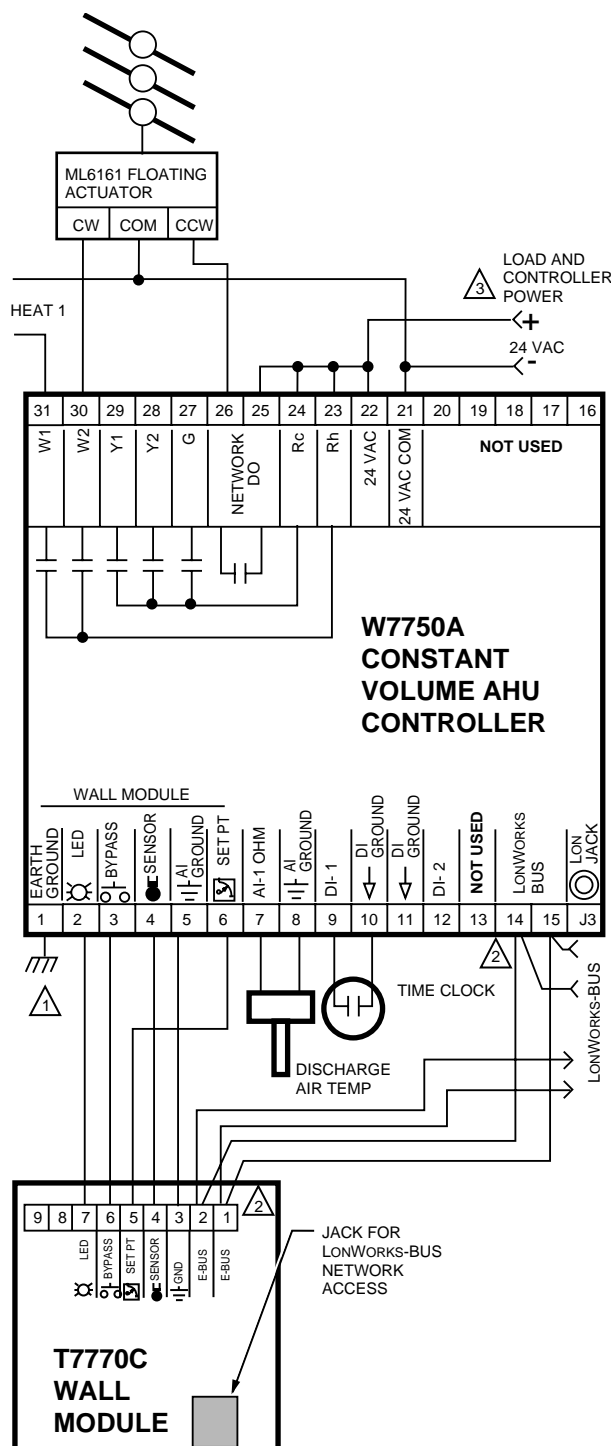 ML6161 FLOATING
ACTUATOR
CW COM CCW
3
LOAD AND
CONTROLLER
POWER
HEAT 1
+
24 VAC
-
31 30 29 28 27 26 25 24 23 22 21 20 19 18 17 16
W1
W2
Y1
Y2
G
NETWORK
DO
Rc
Rh
24 VAC
24 VAC COM
NOT USED
W7750A
CONSTANT
VOLUME AHU
CONTROLLER
WALL MODULE
EARTH
GROUND
LED
BYPASS
SENSOR
AI
GROUND
SET PT
AI-1 OHM
AI
GROUND
DI- 1
DI
GROUND
DI
GROUND
DI- 2
NOT USED
LONWORKS
BUS
LON
JACK
1 2 3 4 5 6 7 8 9 10 11 12 13 14 15 J3
1
2
TIME CLOCK
DISCHARGE
AIR TEMP
LONWORKS-BUS
9 8 7 6 5 4 3 2 1
2
LED
BYPASS
SET PT
SENSOR
GND
E-BUS
E-BUS
JACK FOR
LONWORKS-BUS
NETWORK
ACCESS
T7770C
WALL
MODULE